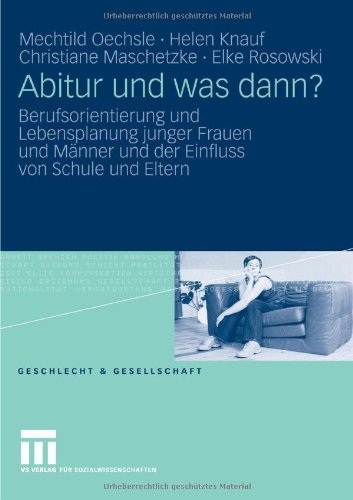 Urheberrechtlich geschütztes Material
Mechtild Oechsle · Helen Knauf
Christiane Maschetzke · Elke Rosowski
Abitur und was dann?
Berufsorientierung und
Lebensplanung junger Frauen
und Männer und der Einfluss
von Schule und Eltern
GESCHLECHT & GESELLSCHAFT
VS VERLAG FÜR SOZIALWISSENSCHAFTEN
Urheberrechtlich geschütztes Material